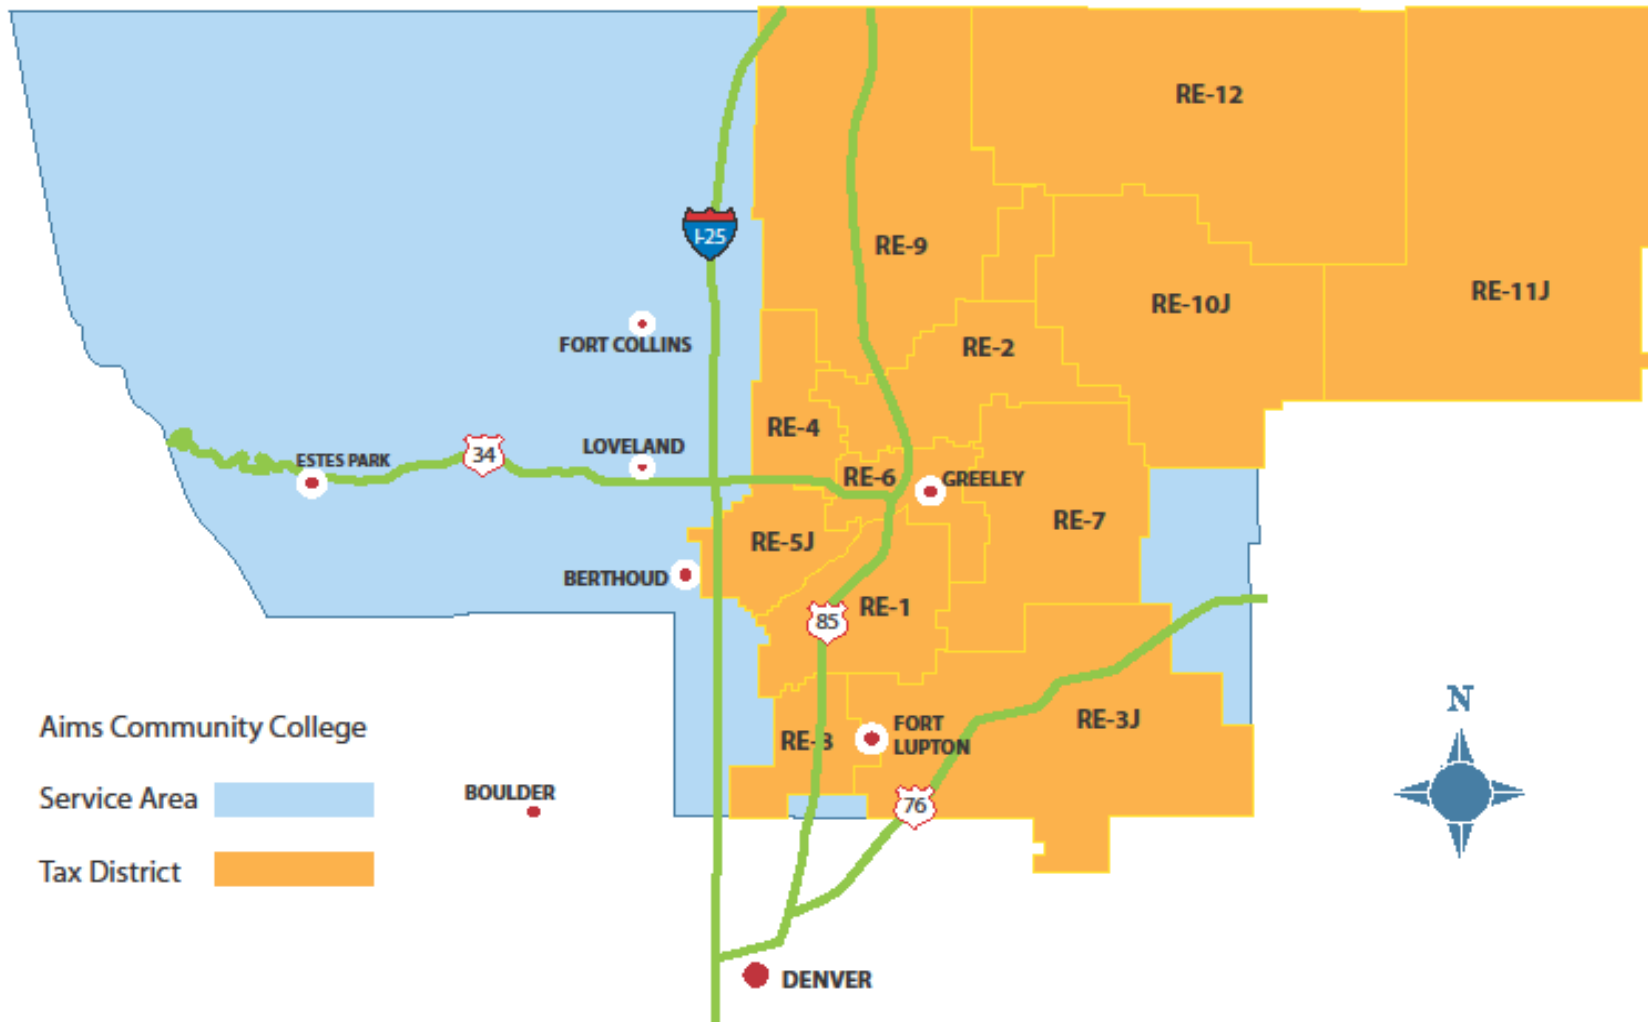 RE-12
I-25
RE-9
RE-11J
RE-10J
FORT COLLINS
RE-2
RE-4
LOVELAND
34
ESTES PARK
RE-6
GREELEY
RE-7
RE-5J
BERTHOUD
RE-1
85
N
Aims Community College
RE-3J
FORT
LUPTON
RE-8
Service Area
BOULDER
76
Tax District
DENVER